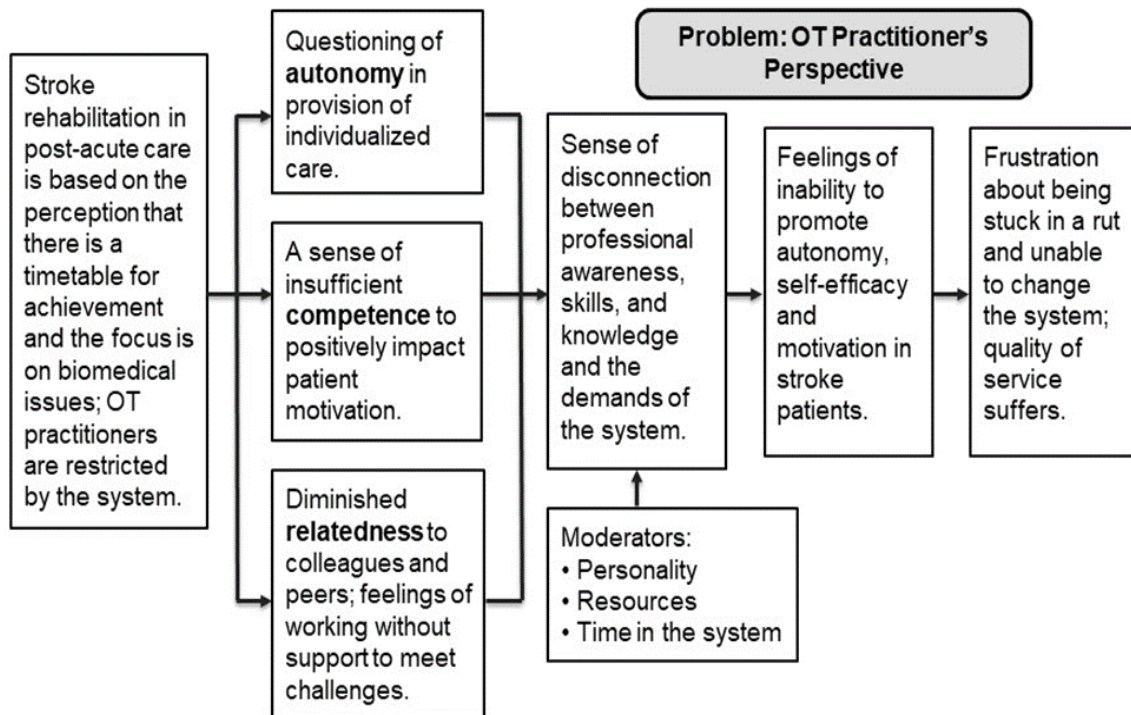 Problem: OT Practitioner's
Perspective
Stroke
rehabilitation in
post-acute care
is based on the
perception that
there is a
timetable for
achievement
and the focus is
on biomedical
issues; OT
practitioners
are restricted
by the system.
Questioning of
autonomy in
provision of
individualized
care.
A sense of
insufficient
competence to
positively impact
patient
motivation.
Diminished
relatedness to
colleagues and
peers; feelings of
working without
support to meet
challenges.
Sense of
disconnection
between
professional
awareness,
skills, and
knowledge
and the
demands of
the system.
Moderators:
• Personality
• Resources
• Time in the system
Feelings of
inability to
promote
autonomy,
self-efficacy
and
motivation in
stroke
patients.
Frustration
about being
stuck in a rut
and unable
to change
the system;
quality of
service
suffers.